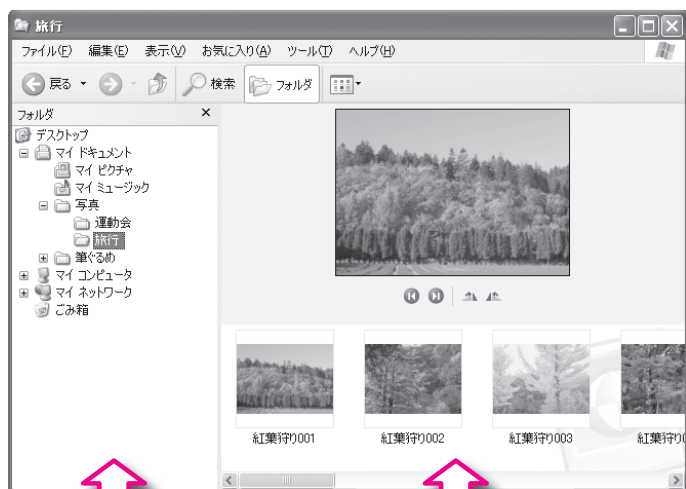 旅行
ファイル(F) 編集(E) 表示(V) お気に入り(A) ツール(T) ヘルプ(H)
戻る 検索 フォルダ
フォルダ ×
デスクトップ
マイ ドキュメント
マイ ピクチャ
マイ ミュージック
写真
運動会
旅行
筆ぐるめ
マイ コンピュータ
マイ ネットワーク
ごみ箱
紅葉狩り001 紅葉狩り002 紅葉狩り003 紅葉狩り